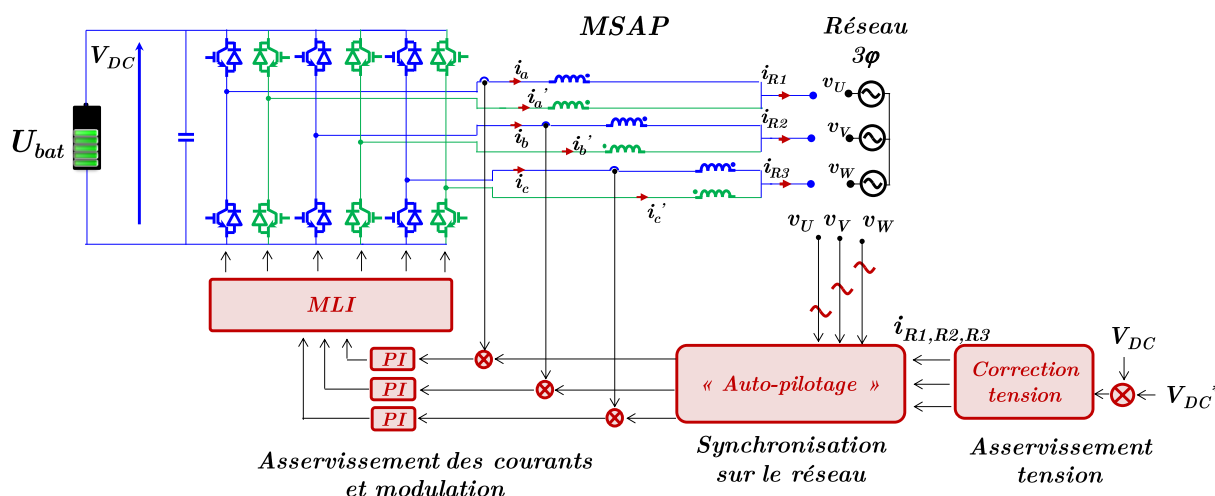 MSAP
Réseau
3φ
V_DC
U_bat
i_a
i_a'
i_b
i_b'
i_c
i_c'
i_R1
i_R2
i_R3
v_U
v_V
v_W
v_U v_V v_W
MLI
PI
PI
PI
« Auto-pilotage »
i_R1,R2,R3
Correction
tension
V_DC
V_DC'
Asservissement des courants
et modulation
Synchronisation
sur le réseau
Asservissement
tension